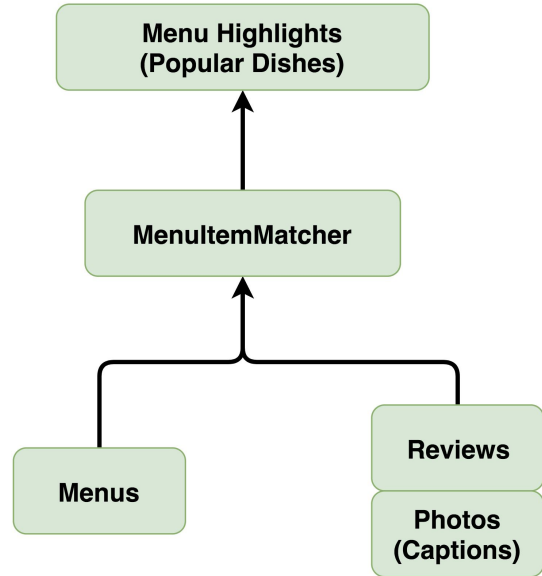 Menu Highlights
(Popular Dishes)
MenuItemMatcher
Menus
Reviews
Photos
(Captions)